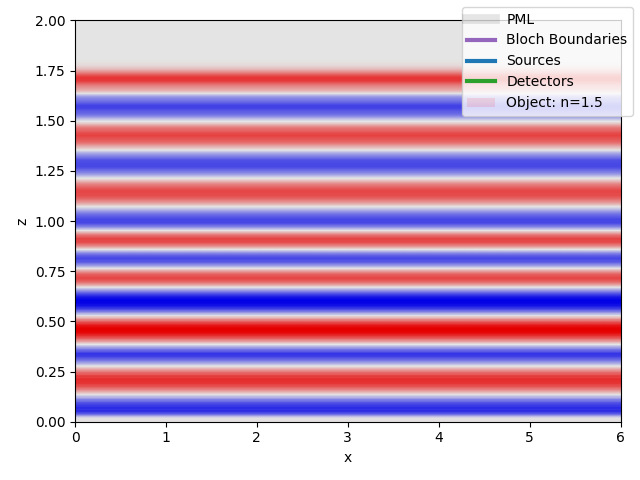 PML
Bloch Boundaries
Sources
Detectors
Object: n=1.5
2.00
1.75
1.50
1.25
1.00
0.75
0.50
0.25
0.00
z
0 1 2 3 4 5 6
x